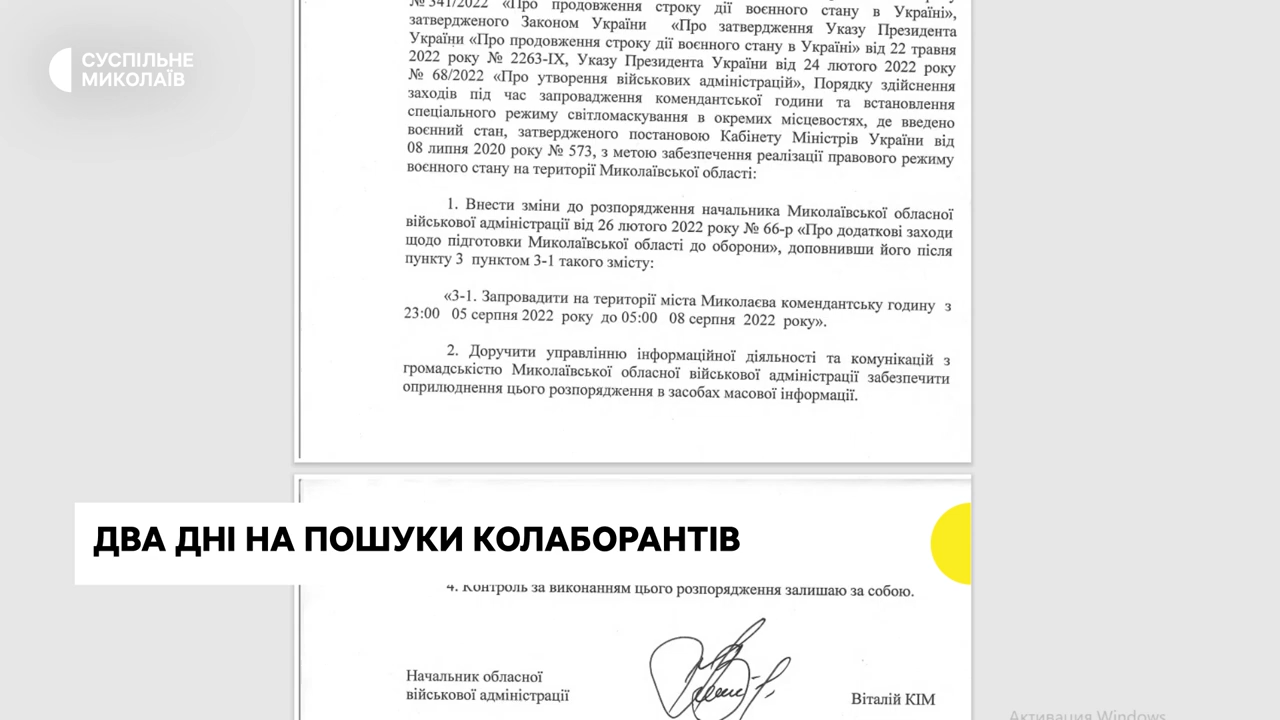 СУСПІЛЬНЕ
МИКОЛАЇВ
№ 341/2022 «Про продовження строку дії воєнного стану в Україні»,
затвердженого Законом України «Про затвердження Указу Президента
України «Про продовження строку дії воєнного стану в Україні» від 22 травня
2022 року № 2263-IX, Указу Президента України від 24 лютого 2022 року
№ 68/2022 «Про утворення військових адміністрацій», Порядку здійснення
заходів під час запровадження комендантської години та встановлення
спеціального режиму світломаскування в окремих місцевостях, де введено
воєнний стан, затвердженого постановою Кабінету Міністрів України від
08 липня 2020 року № 573, з метою забезпечення реалізації правового режиму
воєнного стану на території Миколаївської області:
1. Внести зміни до розпорядження начальника Миколаївської обласної
військової адміністрації від 26 лютого 2022 року № 66-р «Про додаткові заходи
щодо підготовки Миколаївської області до оборони», доповнивши його після
пункту 3 пунктом 3-1 такого змісту:
«3-1. Запровадити на території міста Миколаєва комендантську годину з
23:00 05 серпня 2022 року до 05:00 08 серпня 2022 року».
2. Доручити управлінню інформаційної діяльності та комунікацій з
громадськістю Миколаївської обласної військової адміністрації забезпечити
оприлюднення цього розпорядження в засобах масової інформації.
ДВА ДНІ НА ПОШУКИ КОЛАБОРАНТІВ
4. Контроль за виконанням цього розпорядження залишаю за собою.
Начальник обласної
військової адміністрації
Віталій КІМ
Активация Windows